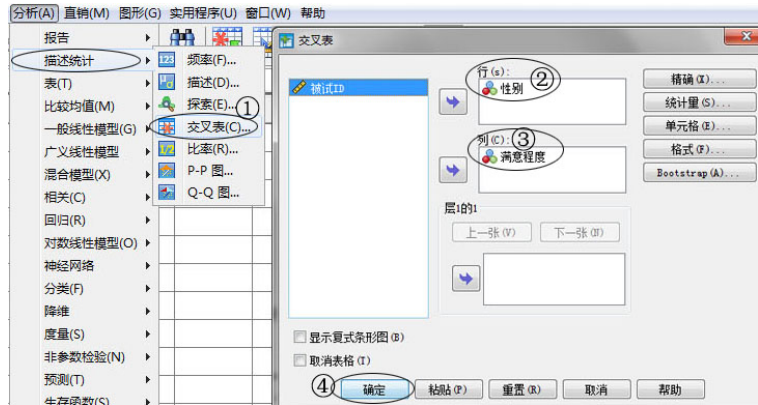 分析(A) 直销(M) 图形(G) 实用程序(U) 窗口(W) 帮助
报告
描述统计
表(T)
比较均值(M)
一般线性模型(G)
广义线性模型
混合模型(X)
相关(C)
回归(R)
对数线性模型(O)
神经网络
分类(F)
降维
度量(S)
非参数检验(N)
预测(T)
生存函数(S)
123 频率(F)...
描述(D)...
探索(E)... ①
交叉表(C)...
1/2 比率(R)...
P-P 图...
Q-Q 图...
交叉表
被试ID
行(s): ②
性别
列(C): ③
满意程度
层1的1
上一张(V) 下一张(N)
精确(X)...
统计量(S)...
单元格(E)...
格式(F)...
Bootstrap(A)...
显示复式条形图(B)
取消表格(T)
④ 确定 粘贴(P) 重置(R) 取消 帮助